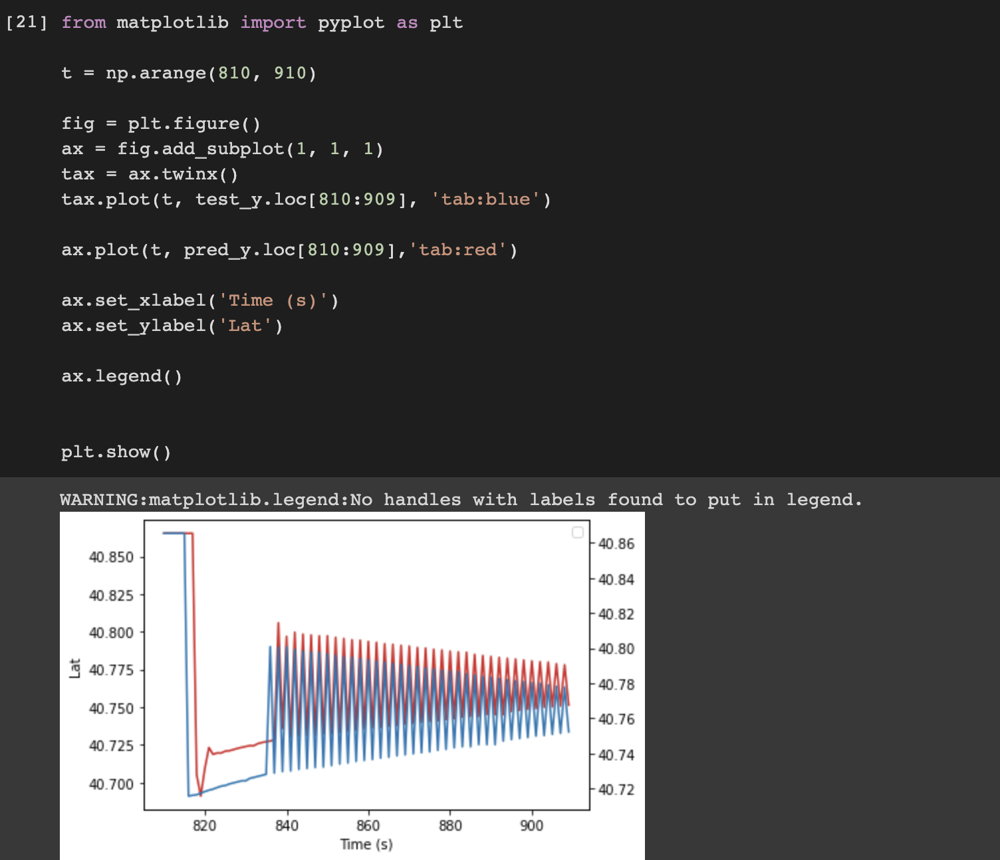 [21] from matplotlib import pyplot as plt
t = np.arange(810, 910)
fig = plt.figure()
ax = fig.add_subplot(1, 1, 1)
tax = ax.twinx()
tax.plot(t, test_y.loc[810:909], 'tab:blue')
ax.plot(t, pred_y.loc[810:909],'tab:red')
ax.set_xlabel('Time (s)')
ax.set_ylabel('Lat')
ax.legend()
plt.show()
WARNING:matplotlib.legend:No handles with labels found to put in legend.
40.850
40.825
40.800
40.775
40.750
40.725
40.700
Lat
40.86
40.84
40.82
40.80
40.78
40.76
40.74
40.72
820 840 860 880 900
Time (s)